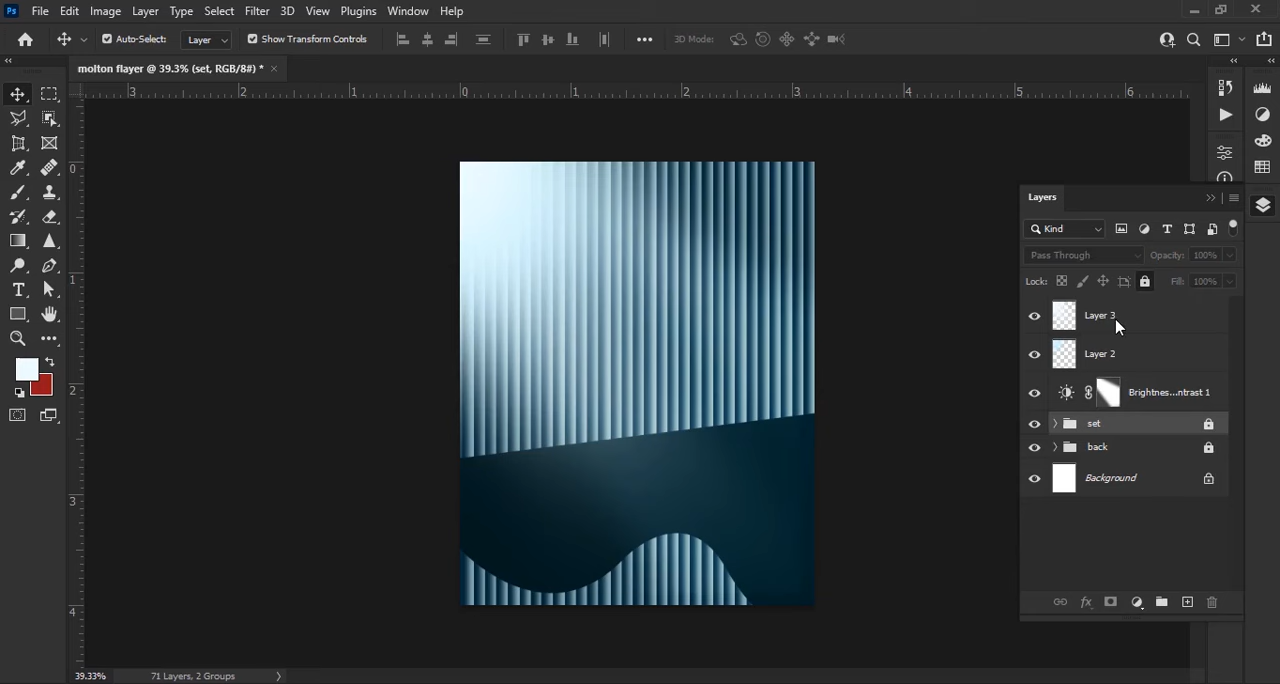 Ps File Edit Image Layer Type Select Filter 3D View Plugins Window Help
Auto-Select: Layer Show Transform Controls 3D Mode:
molton flayer @ 39.3% (set, RGB/8#) *
3 2 1 0 1 2 3 4 5 6
0
1
2
3
4
Layers
Kind
Pass Through Opacity: 100%
Lock: Fill: 100%
Layer 3
Layer 2
Brightnes...ntrast 1
set
back
Background
T
39.33% 71 Layers, 2 Groups